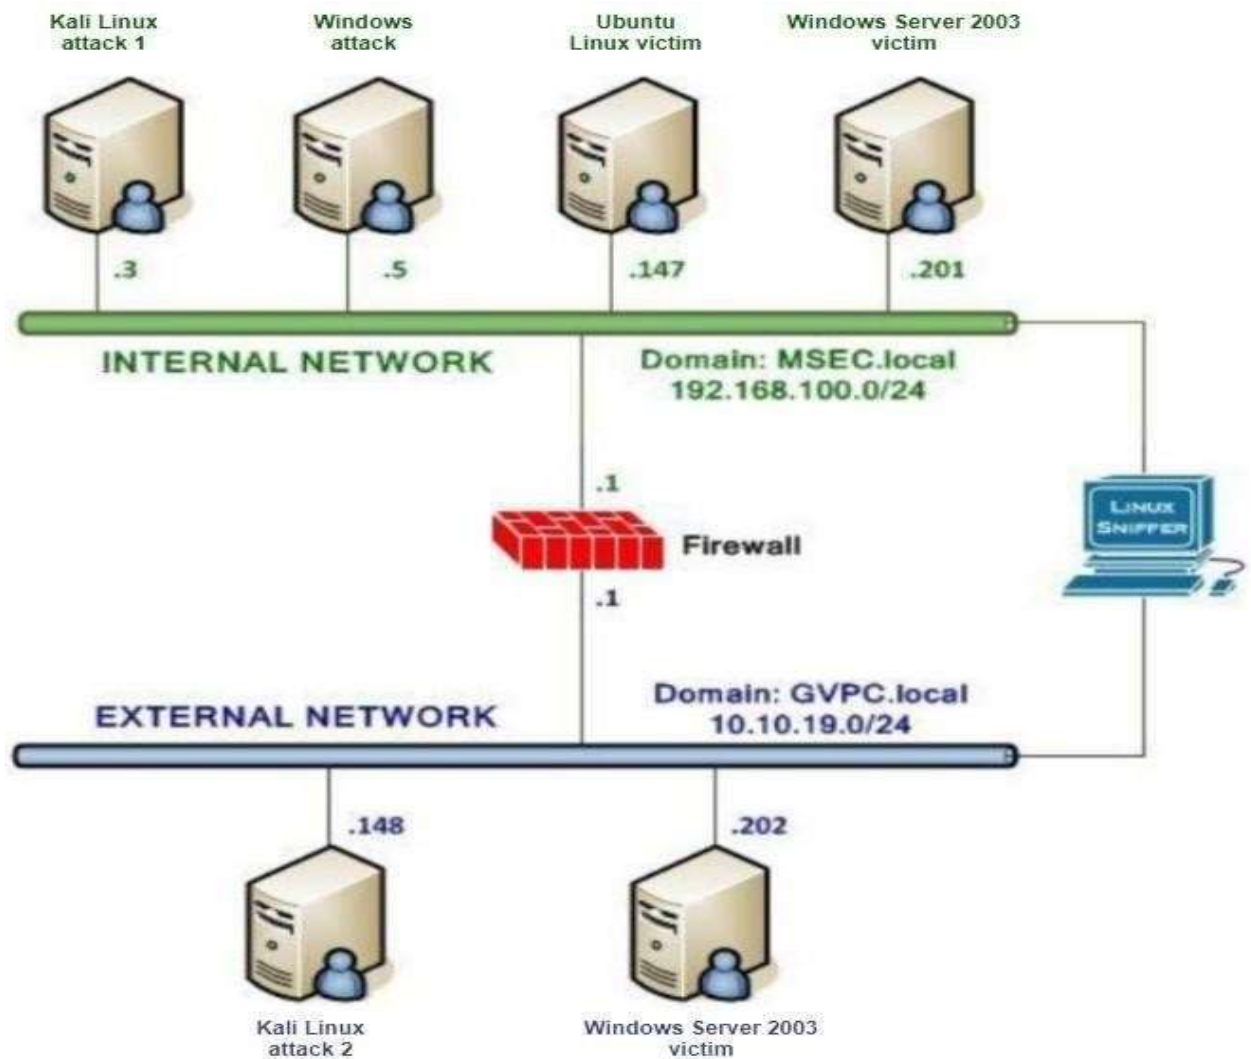 Kali Linux
attack 1
Windows
attack
Ubuntu
Linux victim
Windows Server 2003
victim
.3
.5
.147
.201
INTERNAL NETWORK
Domain: MSEC.local
192.168.100.0/24
.1
Firewall
LINUX
SNIFFER
.1
EXTERNAL NETWORK
Domain: GVPC.local
10.10.19.0/24
.148
.202
Kali Linux
attack 2
Windows Server 2003
victim